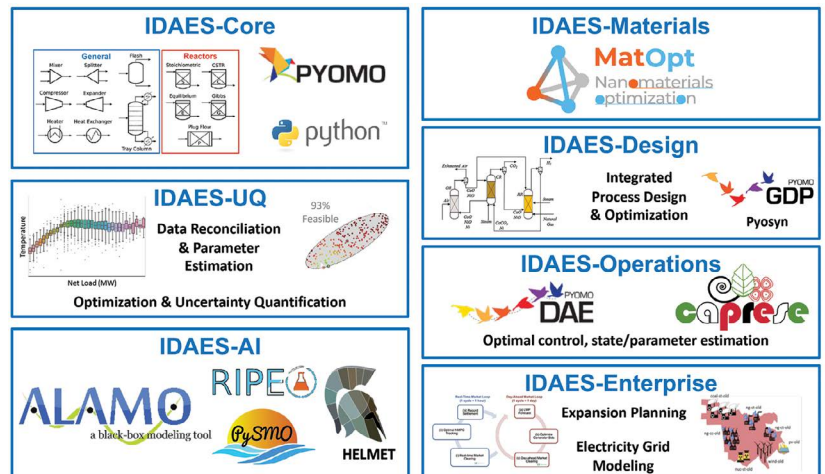 IDAES-Core
General
Reactors
Mixer
Splitter
Flash
Stoichiometric
CSTR
Compressor
Expander
Equilibrium
Gibbs
Heater
Heat Exchanger
Plug Flow
Tray Column
PYOMO
python™
IDAES-UQ
Temperature
Net Load (MW)
Data Reconciliation
& Parameter
Estimation
93%
Feasible
Optimization & Uncertainty Quantification
IDAES-AI
ALAMO
a black-box modeling tool
RIPE
PySMO
HELMET
IDAES-Materials
MatOpt
Nanomaterials
optimization
IDAES-Design
Integrated
Process Design
& Optimization
PYOMO
GDP
Pyosyn
IDAES-Operations
PYOMO
DAE
caprese
Optimal control, state/parameter estimation
IDAES-Enterprise
Expansion Planning
Electricity Grid
Modeling